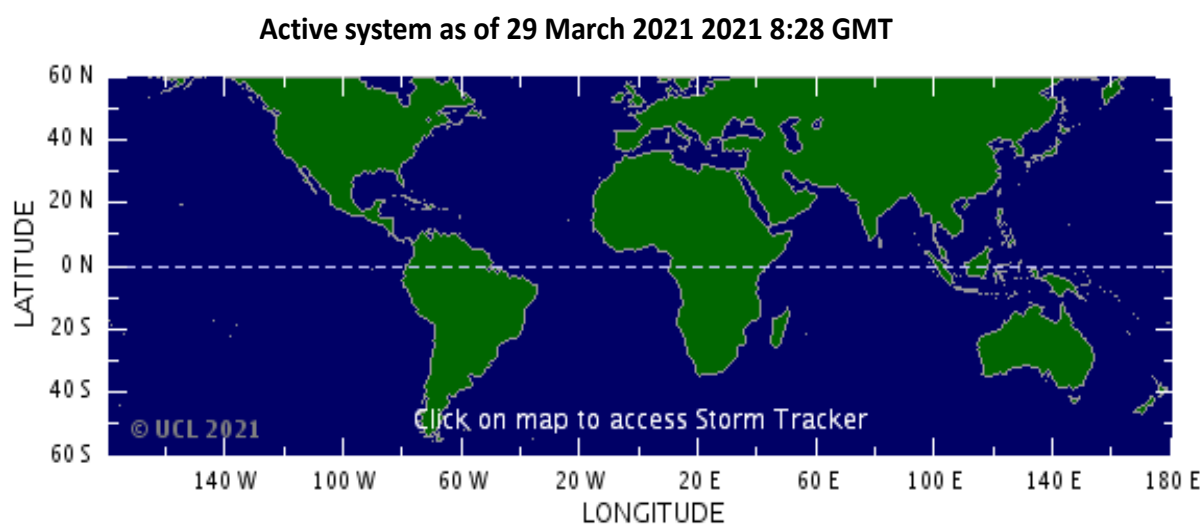 Active system as of 29 March 2021 2021 8:28 GMT
60 N
40 N
20 N
0 N
20 S
40 S
60 S
LATITUDE
Click on map to access Storm Tracker
© UCL 2021
140 W 100 W 60 W 20 W 20 E 60 E 100 E 140 E 180 E
LONGITUDE